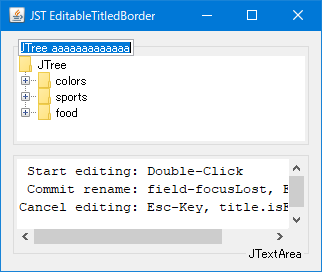 JST EditableTitledBorder
JTree aaaaaaaaaaaaa
JTree
colors
sports
food
Start editing: Double-Click
Commit rename: field-focusLost, E
Cancel editing: Esc-Key, title.isE
JTextArea